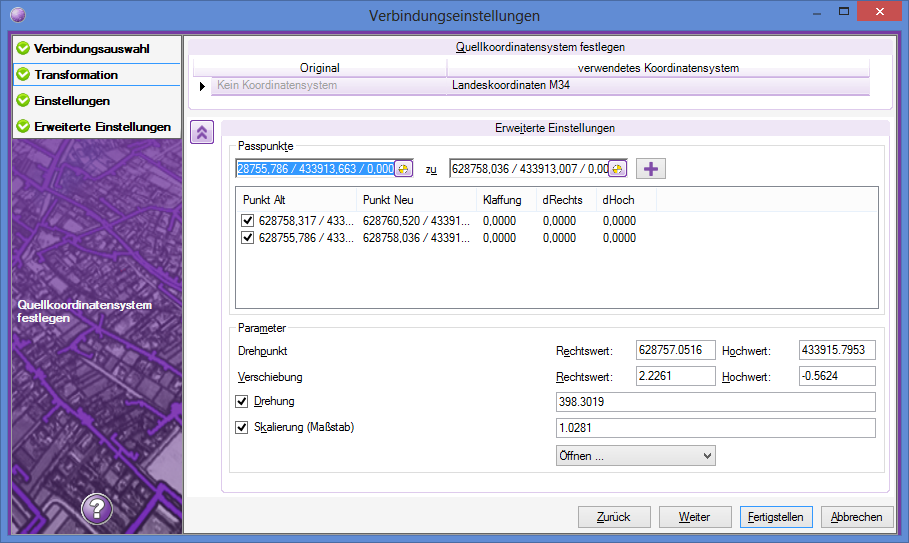 Verbindungseinstellungen
Verbindungsauswahl
Transformation
Einstellungen
Erweiterte Einstellungen
Quellkoordinatensystem
festlegen
?
Quellkoordinatensystem festlegen
Original verwendetes Koordinatensystem
Kein Koordinatensystem Landeskoordinaten M34
Erweiterte Einstellungen
Passpunkte
28755,786 / 433913,663 / 0,000 zu 628758,036 / 433913,007 / 0,00
Punkt Alt Punkt Neu Klaffung dRechts dHoch
628758,317 / 433... 628760,520 / 43391... 0,0000 0,0000 0,0000
628755,786 / 433... 628758,036 / 43391... 0,0000 0,0000 0,0000
Parameter
Drehpunkt Rechtswert: 628757.0516 Hochwert: 433915.7953
Verschiebung Rechtswert: 2.2261 Hochwert: -0.5624
Drehung 398.3019
Skalierung (Maßstab) 1.0281
Öffnen ...
Zurück Weiter Fertigstellen Abbrechen